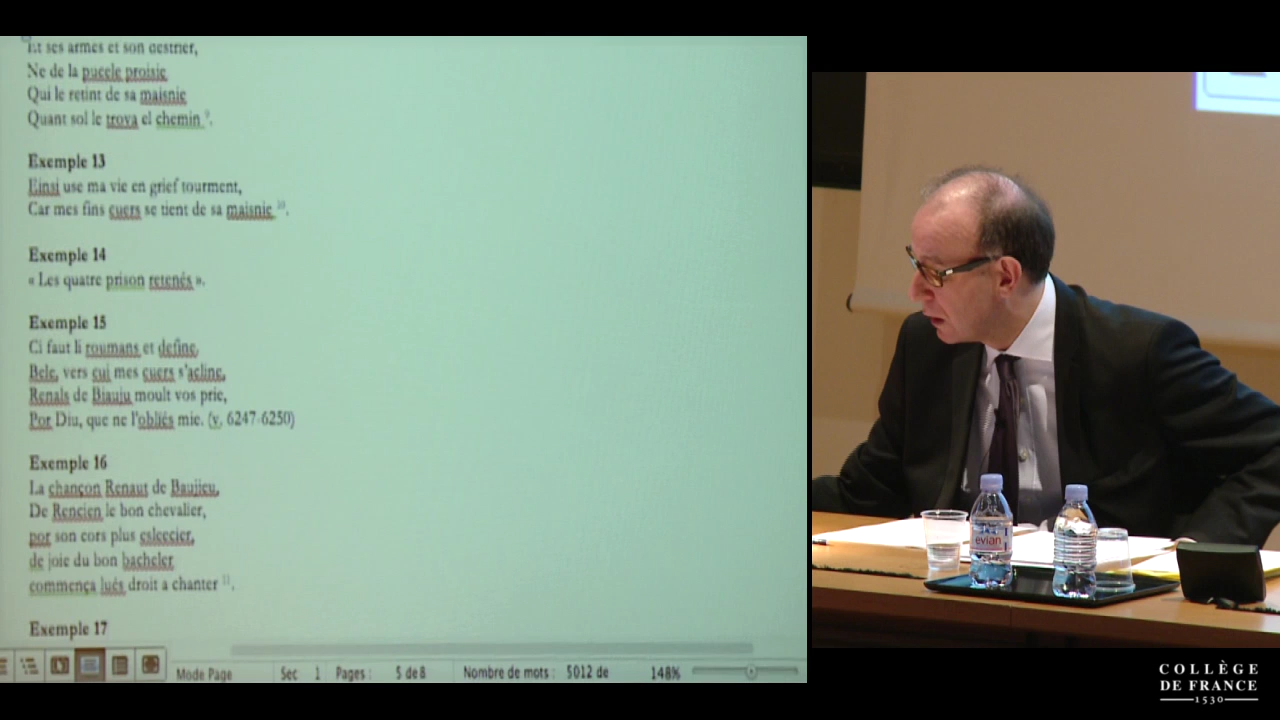 Et ses armes et son destrier,
Ne de la pucele proisie
Qui le retint de sa maisnie
Quant sol le trova el chemin 9.
Exemple 13
Einsi use ma vie en grief tourment,
Car mes fins cuers se tient de sa maisnie 10.
Exemple 14
« Les quatre prison retenés ».
Exemple 15
Ci faut li roumans et define,
Bele, vers cui mes cuers s'acline,
Renals de Biauju moult vos prie,
Por Diu, que ne l'obliés mie. (v. 6247-6250)
Exemple 16
La chançon Renaut de Baujieu,
De Rencien le bon chevalier,
por son cors plus esleecier,
de joie du bon bacheler
commença lués droit a chanter 11.
Exemple 17
Mode Page Sec 1 Pages : 5 de 8 Nombre de mots : 5012 de 148%
evian
COLLÈGE
DE FRANCE
1530